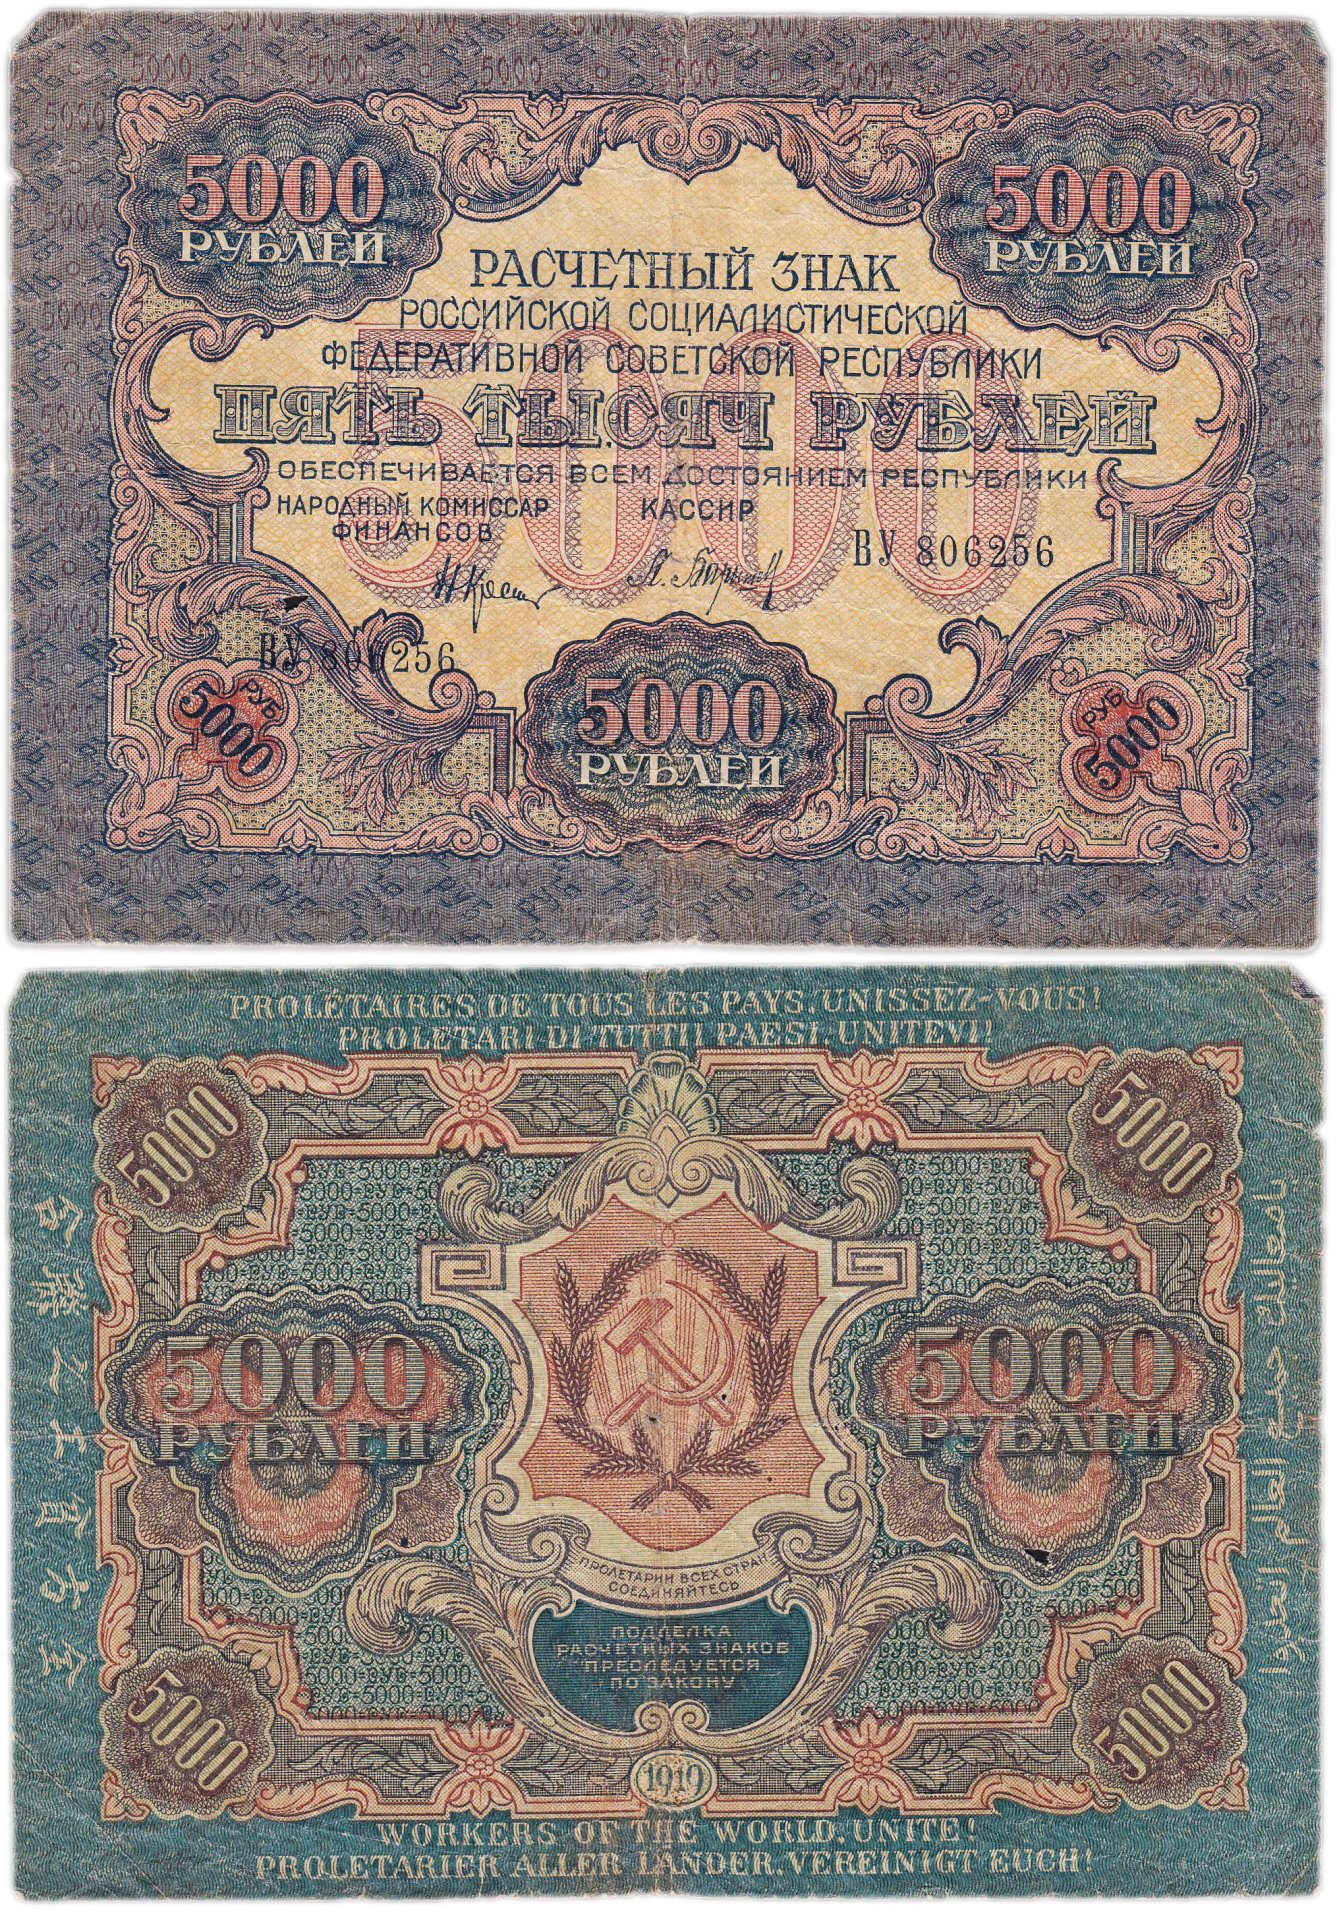 5000 РУБЛЕЙ
5000 РУБЛЕЙ
РАСЧЕТНЫЙ ЗНАК
РОССИЙСКОЙ СОЦИАЛИСТИЧЕСКОЙ
ФЕДЕРАТИВНОЙ СОВЕТСКОЙ РЕСПУБЛИКИ
5000
ПЯТЬ ТЫСЯЧ РУБЛЕЙ
ОБЕСПЕЧИВАЕТСЯ ВСЕМ ДОСТОЯНИЕМ РЕСПУБЛИКИ
НАРОДНЫЙ КОМИССАР
ФИНАНСОВ
КАССИР
ВУ 806256
ВУ 806256
РУБ 5000
5000 РУБЛЕЙ
РУБ 5000
PROLÉTAIRES DE TOUS LES PAYS, UNISSEZ-VOUS!
PROLETARI DI TUTTI I PAESI, UNITEVI!
5000
5000
5000 РУБЛЕЙ
5000 РУБЛЕЙ
ПРОЛЕТАРИИ ВСЕХ СТРАН
СОЕДИНЯЙТЕСЬ
ПОДДЕЛКА
РАСЧЕТНЫХ ЗНАКОВ
ПРЕСЛЕДУЕТСЯ
ПО ЗАКОНУ
5000
5000
1919
WORKERS OF THE WORLD, UNITE!
PROLETARIER ALLER LÄNDER, VEREINIGT EUCH!